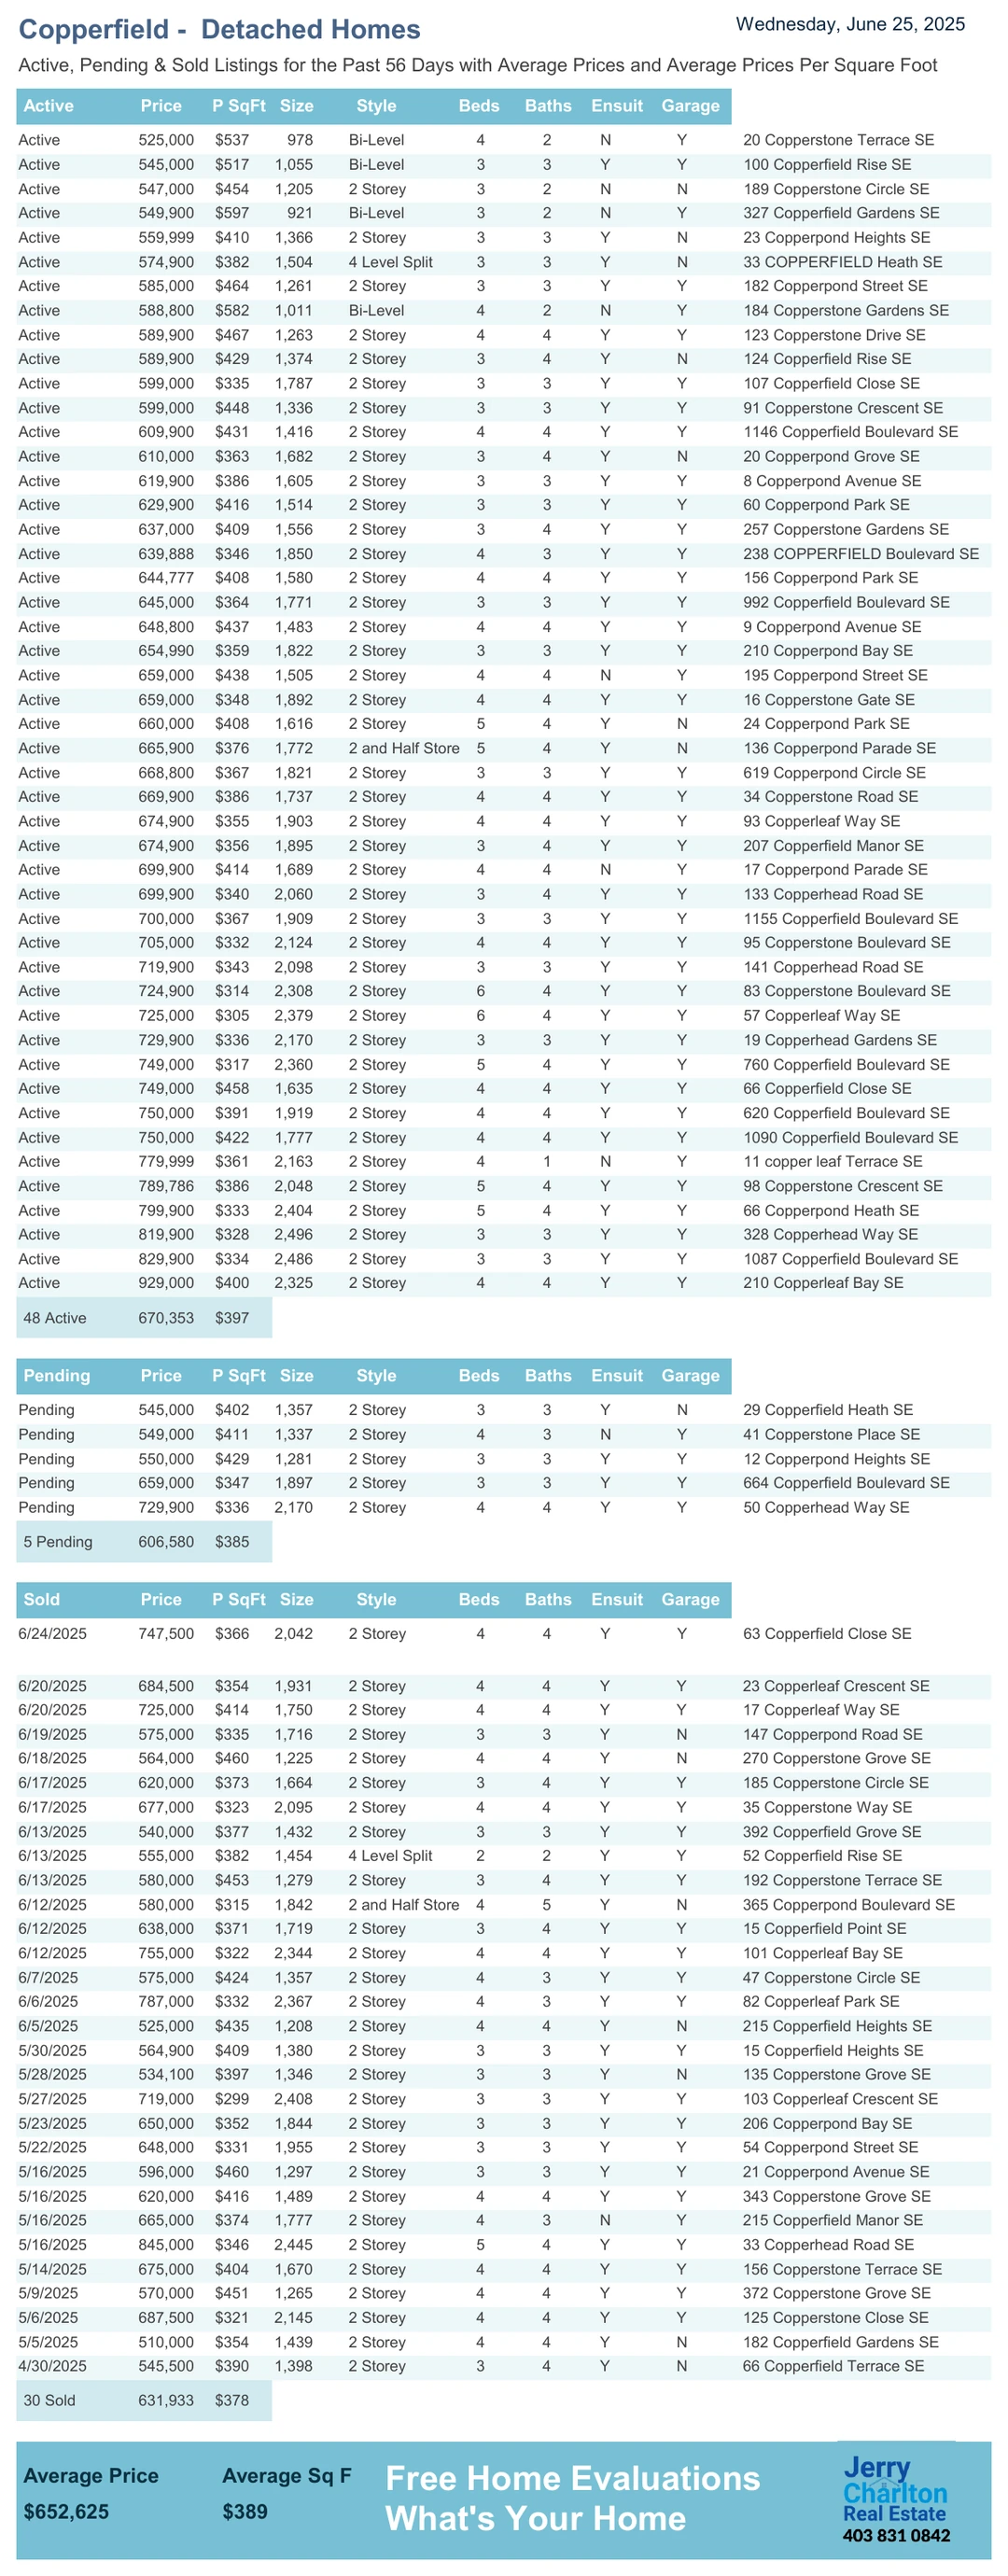 Copperfield - Detached Homes
Wednesday, June 25, 2025
Active, Pending & Sold Listings for the Past 56 Days with Average Prices and Average Prices Per Square Foot
Active Price P SqFt Size Style Beds Baths Ensuit Garage
Active 525,000 $537 978 Bi-Level 4 2 N Y 20 Copperstone Terrace SE
Active 545,000 $517 1,055 Bi-Level 3 3 Y Y 100 Copperfield Rise SE
Active 547,000 $454 1,205 2 Storey 3 2 N N 189 Copperstone Circle SE
Active 549,900 $597 921 Bi-Level 3 2 N Y 327 Copperfield Gardens SE
Active 559,999 $410 1,366 2 Storey 3 3 Y N 23 Copperpond Heights SE
Active 574,900 $382 1,504 4 Level Split 3 3 Y N 33 COPPERFIELD Heath SE
Active 585,000 $464 1,261 2 Storey 3 3 Y Y 182 Copperpond Street SE
Active 588,800 $582 1,011 Bi-Level 4 2 N Y 184 Copperstone Gardens SE
Active 589,900 $467 1,263 2 Storey 4 4 Y Y 123 Copperstone Drive SE
Active 589,900 $429 1,374 2 Storey 3 4 Y N 124 Copperfield Rise SE
Active 599,000 $335 1,787 2 Storey 3 3 Y Y 107 Copperfield Close SE
Active 599,000 $448 1,336 2 Storey 3 3 Y Y 91 Copperstone Crescent SE
Active 609,900 $431 1,416 2 Storey 4 4 Y Y 1146 Copperfield Boulevard SE
Active 610,000 $363 1,682 2 Storey 3 4 Y N 20 Copperpond Grove SE
Active 619,900 $386 1,605 2 Storey 3 3 Y Y 8 Copperpond Avenue SE
Active 629,900 $416 1,514 2 Storey 3 3 Y Y 60 Copperpond Park SE
Active 637,000 $409 1,556 2 Storey 3 4 Y Y 257 Copperstone Gardens SE
Active 639,888 $346 1,850 2 Storey 4 3 Y Y 238 COPPERFIELD Boulevard SE
Active 644,777 $408 1,580 2 Storey 4 4 Y Y 156 Copperpond Park SE
Active 645,000 $364 1,771 2 Storey 3 3 Y Y 992 Copperfield Boulevard SE
Active 648,800 $437 1,483 2 Storey 4 4 Y Y 9 Copperpond Avenue SE
Active 654,990 $359 1,822 2 Storey 3 3 Y Y 210 Copperpond Bay SE
Active 659,000 $438 1,505 2 Storey 4 4 N Y 195 Copperpond Street SE
Active 659,000 $348 1,892 2 Storey 4 4 Y Y 16 Copperstone Gate SE
Active 660,000 $408 1,616 2 Storey 5 4 Y N 24 Copperpond Park SE
Active 665,900 $376 1,772 2 and Half Store 5 4 Y N 136 Copperpond Parade SE
Active 668,800 $367 1,821 2 Storey 3 3 Y Y 619 Copperpond Circle SE
Active 669,900 $386 1,737 2 Storey 4 4 Y Y 34 Copperstone Road SE
Active 674,900 $355 1,903 2 Storey 4 4 Y Y 93 Copperleaf Way SE
Active 674,900 $356 1,895 2 Storey 3 4 Y Y 207 Copperfield Manor SE
Active 699,900 $414 1,689 2 Storey 4 4 N Y 17 Copperpond Parade SE
Active 699,900 $340 2,060 2 Storey 3 4 Y Y 133 Copperhead Road SE
Active 700,000 $367 1,909 2 Storey 3 3 Y Y 1155 Copperfield Boulevard SE
Active 705,000 $332 2,124 2 Storey 4 4 Y Y 95 Copperstone Boulevard SE
Active 719,900 $343 2,098 2 Storey 3 3 Y Y 141 Copperhead Road SE
Active 724,900 $314 2,308 2 Storey 6 4 Y Y 83 Copperstone Boulevard SE
Active 725,000 $305 2,379 2 Storey 6 4 Y Y 57 Copperleaf Way SE
Active 729,900 $336 2,170 2 Storey 3 3 Y Y 19 Copperhead Gardens SE
Active 749,000 $317 2,360 2 Storey 5 4 Y Y 760 Copperfield Boulevard SE
Active 749,000 $458 1,635 2 Storey 4 4 Y Y 66 Copperfield Close SE
Active 750,000 $391 1,919 2 Storey 4 4 Y Y 620 Copperfield Boulevard SE
Active 750,000 $422 1,777 2 Storey 4 4 Y Y 1090 Copperfield Boulevard SE
Active 779,999 $361 2,163 2 Storey 4 1 N Y 11 copper leaf Terrace SE
Active 789,786 $386 2,048 2 Storey 5 4 Y Y 98 Copperstone Crescent SE
Active 799,900 $333 2,404 2 Storey 5 4 Y Y 66 Copperpond Heath SE
Active 819,900 $328 2,496 2 Storey 3 3 Y Y 328 Copperhead Way SE
Active 829,900 $334 2,486 2 Storey 3 3 Y Y 1087 Copperfield Boulevard SE
Active 929,000 $400 2,325 2 Storey 4 4 Y Y 210 Copperleaf Bay SE
48 Active 670,353 $397
Pending Price P SqFt Size Style Beds Baths Ensuit Garage
Pending 545,000 $402 1,357 2 Storey 3 3 Y N 29 Copperfield Heath SE
Pending 549,000 $411 1,337 2 Storey 4 3 N Y 41 Copperstone Place SE
Pending 550,000 $429 1,281 2 Storey 3 3 Y Y 12 Copperpond Heights SE
Pending 659,000 $347 1,897 2 Storey 3 3 Y Y 664 Copperfield Boulevard SE
Pending 729,900 $336 2,170 2 Storey 4 4 Y Y 50 Copperhead Way SE
5 Pending 606,580 $385
Sold Price P SqFt Size Style Beds Baths Ensuit Garage
6/24/2025 747,500 $366 2,042 2 Storey 4 4 Y Y 63 Copperfield Close SE
6/20/2025 684,500 $354 1,931 2 Storey 4 4 Y Y 23 Copperleaf Crescent SE
6/20/2025 725,000 $414 1,750 2 Storey 4 4 Y Y 17 Copperleaf Way SE
6/19/2025 575,000 $335 1,716 2 Storey 3 3 Y N 147 Copperpond Road SE
6/18/2025 564,000 $460 1,225 2 Storey 4 4 Y N 270 Copperstone Grove SE
6/17/2025 620,000 $373 1,664 2 Storey 3 4 Y Y 185 Copperstone Circle SE
6/17/2025 677,000 $323 2,095 2 Storey 4 4 Y Y 35 Copperstone Way SE
6/13/2025 540,000 $377 1,432 2 Storey 3 3 Y Y 392 Copperfield Grove SE
6/13/2025 555,000 $382 1,454 4 Level Split 2 2 Y Y 52 Copperfield Rise SE
6/13/2025 580,000 $453 1,279 2 Storey 3 4 Y Y 192 Copperstone Terrace SE
6/12/2025 580,000 $315 1,842 2 and Half Store 4 5 Y N 365 Copperpond Boulevard SE
6/12/2025 638,000 $371 1,719 2 Storey 3 4 Y Y 15 Copperfield Point SE
6/12/2025 755,000 $322 2,344 2 Storey 4 4 Y Y 101 Copperleaf Bay SE
6/7/2025 575,000 $424 1,357 2 Storey 4 3 Y Y 47 Copperstone Circle SE
6/6/2025 787,000 $332 2,367 2 Storey 4 3 Y Y 82 Copperleaf Park SE
6/5/2025 525,000 $435 1,208 2 Storey 4 4 Y N 215 Copperfield Heights SE
5/30/2025 564,900 $409 1,380 2 Storey 3 3 Y Y 15 Copperfield Heights SE
5/28/2025 534,100 $397 1,346 2 Storey 3 3 Y N 135 Copperstone Grove SE
5/27/2025 719,000 $299 2,408 2 Storey 3 3 Y Y 103 Copperleaf Crescent SE
5/23/2025 650,000 $352 1,844 2 Storey 3 3 Y Y 206 Copperpond Bay SE
5/22/2025 648,000 $331 1,955 2 Storey 3 3 Y Y 54 Copperpond Street SE
5/16/2025 596,000 $460 1,297 2 Storey 3 3 Y Y 21 Copperpond Avenue SE
5/16/2025 620,000 $416 1,489 2 Storey 4 4 Y Y 343 Copperstone Grove SE
5/16/2025 665,000 $374 1,777 2 Storey 4 3 N Y 215 Copperfield Manor SE
5/16/2025 845,000 $346 2,445 2 Storey 5 4 Y Y 33 Copperhead Road SE
5/14/2025 675,000 $404 1,670 2 Storey 4 4 Y Y 156 Copperstone Terrace SE
5/9/2025 570,000 $451 1,265 2 Storey 4 4 Y Y 372 Copperstone Grove SE
5/6/2025 687,500 $321 2,145 2 Storey 4 4 Y Y 125 Copperstone Close SE
5/5/2025 510,000 $354 1,439 2 Storey 4 4 Y N 182 Copperfield Gardens SE
4/30/2025 545,500 $390 1,398 2 Storey 3 4 Y N 66 Copperfield Terrace SE
30 Sold 631,933 $378
Average Price Average Sq F
$652,625 $389
Free Home Evaluations
What's Your Home
Jerry
Charlton
Real Estate
403 831 0842